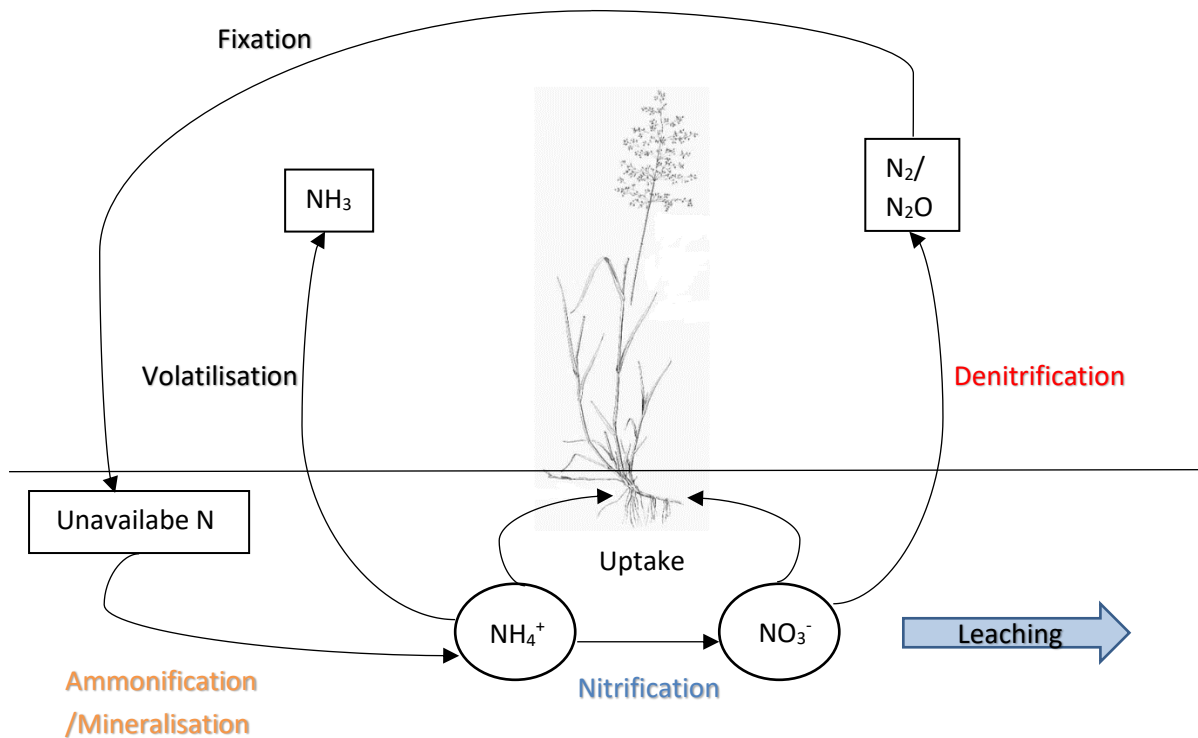 Fixation
N₂/
N₂O
NH₃
Volatilisation
Denitrification
Unavailabe N
Uptake
NH₄⁺
NO₃⁻
Leaching
Ammonification
/Mineralisation
Nitrification